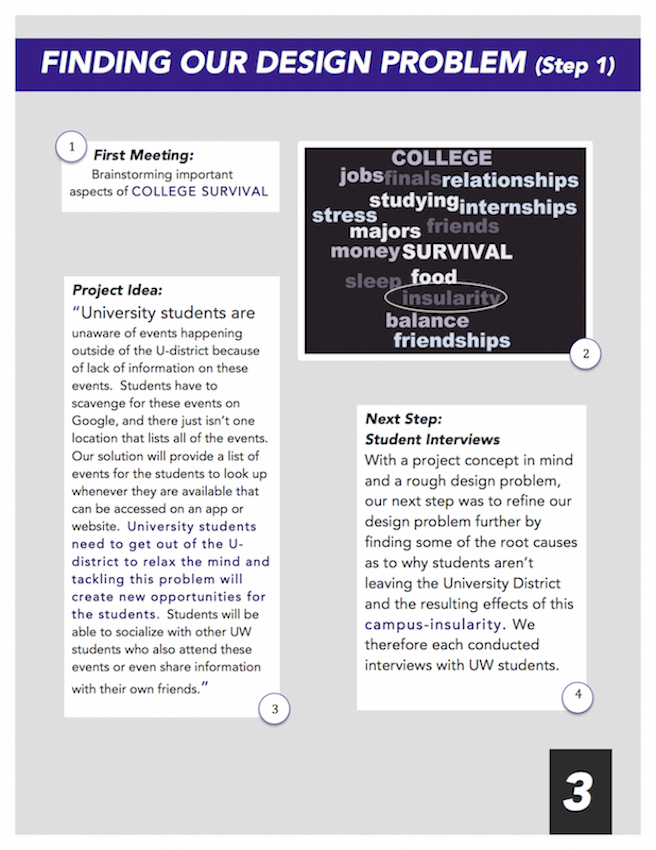 FINDING OUR DESIGN PROBLEM (Step 1)
1
First Meeting:
Brainstorming important
aspects of COLLEGE SURVIVAL
COLLEGE
jobs finals relationships
studying internships
stress
majors friends
money SURVIVAL
sleep food
insularity
balance
friendships
2
Project Idea:
“University students are
unaware of events happening
outside of the U-district because
of lack of information on these
events. Students have to
scavenge for these events on
Google, and there just isn’t one
location that lists all of the events.
Our solution will provide a list of
events for the students to look up
whenever they are available that
can be accessed on an app or
website. University students
need to get out of the U-
district to relax the mind and
tackling this problem will
create new opportunities for
the students. Students will be
able to socialize with other UW
students who also attend these
events or even share information
with their own friends.”
3
Next Step:
Student Interviews
With a project concept in mind
and a rough design problem,
our next step was to refine our
design problem further by
finding some of the root causes
as to why students aren’t
leaving the University District
and the resulting effects of this
campus-insularity. We
therefore each conducted
interviews with UW students.
4
3